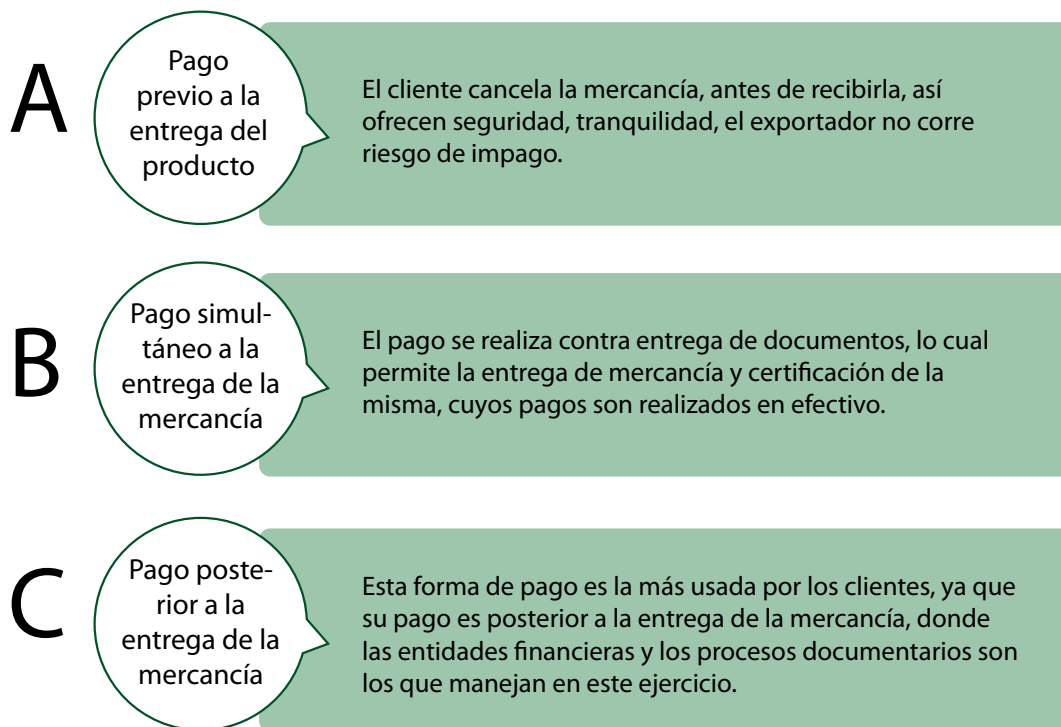 A
Pago
previo a la
entrega del
producto
El cliente cancela la mercancía, antes de recibirla, así
ofrecen seguridad, tranquilidad, el exportador no corre
riesgo de impago.
B
Pago simul-
táneo a la
entrega de la
mercancía
El pago se realiza contra entrega de documentos, lo cual
permite la entrega de mercancía y certificación de la
misma, cuyos pagos son realizados en efectivo.
C
Pago poste-
rior a la
entrega de la
mercancía
Esta forma de pago es la más usada por los clientes, ya que
su pago es posterior a la entrega de la mercancía, donde
las entidades financieras y los procesos documentarios son
los que manejan en este ejercicio.